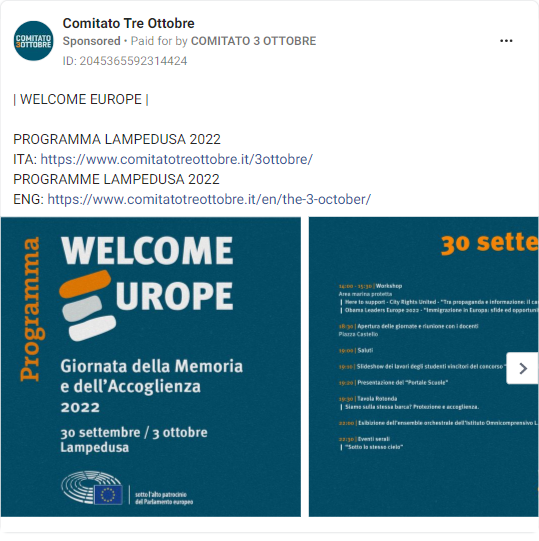 COMITATO
3OTTOBRE
Comitato Tre Ottobre
Sponsored • Paid for by COMITATO 3 OTTOBRE
ID: 2045365592314424
| WELCOME EUROPE |
PROGRAMMA LAMPEDUSA 2022
ITA: https://www.comitatotreottobre.it/3ottobre/
PROGRAMME LAMPEDUSA 2022
ENG: https://www.comitatotreottobre.it/en/the-3-october/
Programma
WELCOME
EUROPE
Giornata della Memoria
e dell'Accoglienza
2022
30 settembre / 3 ottobre
Lampedusa
sotto l'alto patrocinio
del Parlamento europeo
30 sette
14:00 - 15:30 | Workshop
Area marina protetta
| Here to support - City Rights United - "Tra propaganda e informazione: il ca
| Obama Leaders Europe 2022 - "Immigrazione in Europa: sfide ed opportuni
18:30 | Apertura delle giornate e riunione con i docenti
Piazza Castello
19:00 | Saluti
19:10 | Slideshow dei lavori degli studenti vincitori del concorso "
19:20 | Presentazione del "Portale Scuole"
19:30 | Tavola Rotonda
| Siamo sulla stessa barca? Protezione e accoglienza.
22:00 | Esibizione dell'ensemble orchestrale dell'Istituto Omnicomprensivo L
22:30 | Eventi serali
| "Sotto lo stesso cielo"